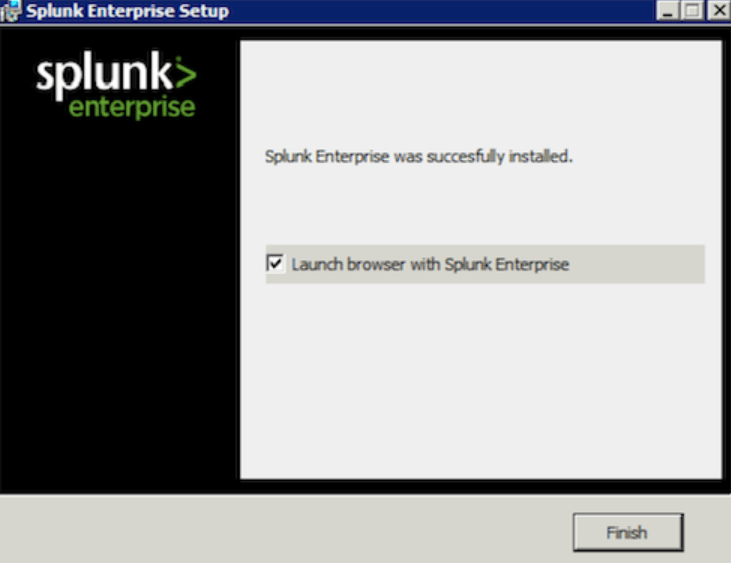 Splunk Enterprise Setup
splunk>
enterprise
Splunk Enterprise was succesfully installed.
Launch browser with Splunk Enterprise
Finish